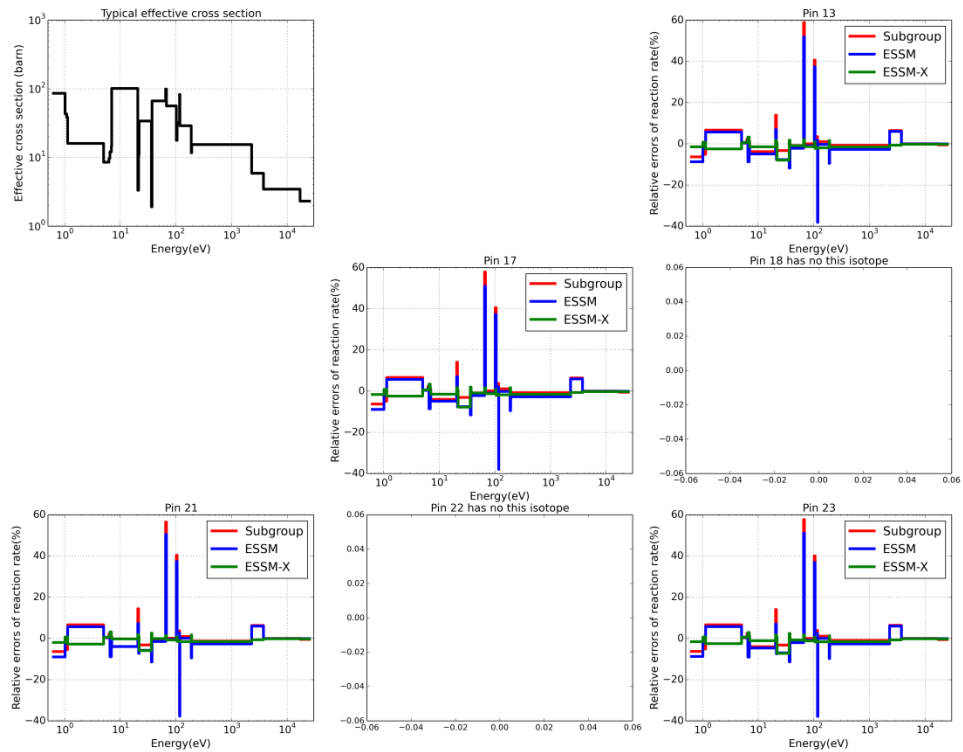 Typical effective cross section
Effective cross section (barn)
10^3
10^2
10^1
10^0
10^0 10^1 10^2 10^3 10^4
Energy(eV)
Pin 13
Relative errors of reaction rate(%)
60
40
20
0
−20
−40
Subgroup
ESSM
ESSM-X
10^0 10^1 10^2 10^3 10^4
Energy(eV)
Pin 17
Relative errors of reaction rate(%)
60
40
20
0
−20
−40
Subgroup
ESSM
ESSM-X
10^0 10^1 10^2 10^3 10^4
Energy(eV)
Pin 18 has no this isotope
0.06
0.04
0.02
0.00
−0.02
−0.04
−0.06
−0.06 −0.04 −0.02 0.00 0.02 0.04 0.06
Pin 21
Relative errors of reaction rate(%)
60
40
20
0
−20
−40
Subgroup
ESSM
ESSM-X
10^0 10^1 10^2 10^3 10^4
Energy(eV)
Pin 22 has no this isotope
0.06
0.04
0.02
0.00
−0.02
−0.04
−0.06
−0.06 −0.04 −0.02 0.00 0.02 0.04 0.06
Pin 23
Relative errors of reaction rate(%)
60
40
20
0
−20
−40
Subgroup
ESSM
ESSM-X
10^0 10^1 10^2 10^3 10^4
Energy(eV)